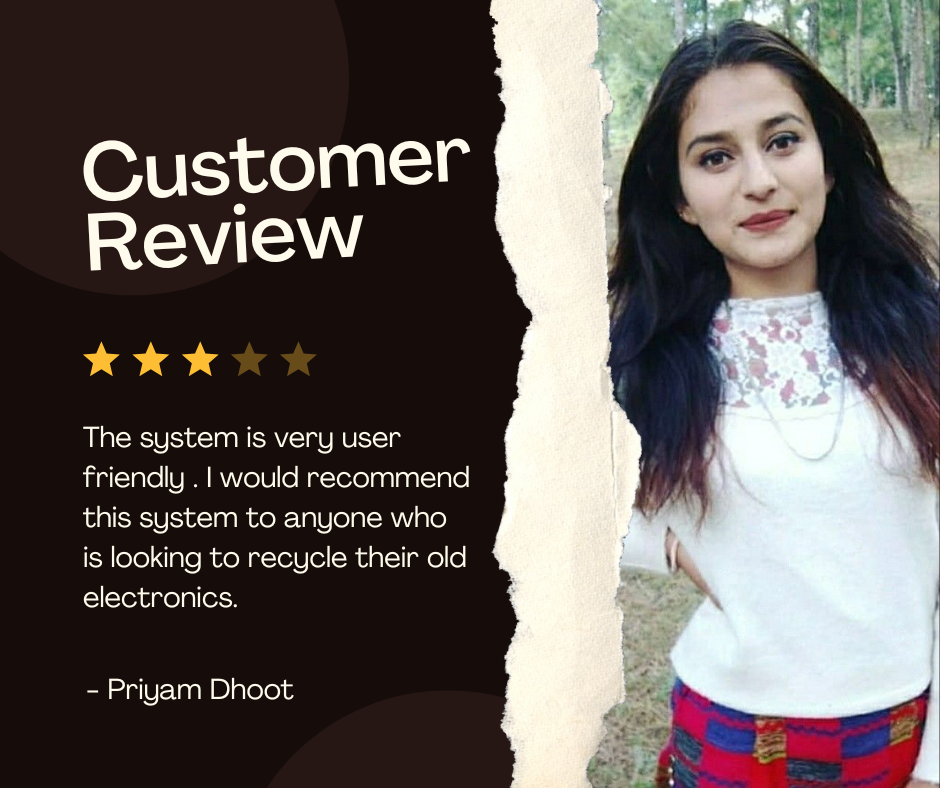 Customer
Review
The system is very user
friendly . I would recommend
this system to anyone who
is looking to recycle their old
electronics.
- Priyam Dhoot